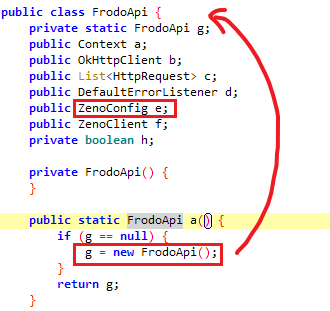 public class FrodoApi {
private static FrodoApi g;
public Context a;
public OkHttpClient b;
public List<HttpRequest> c;
public DefaultErrorListener d;
public ZenoConfig e;
public ZenoClient f;
private boolean h;
private FrodoApi() {
}
public static FrodoApi a() {
if (g == null) {
g = new FrodoApi();
}
return g;
}